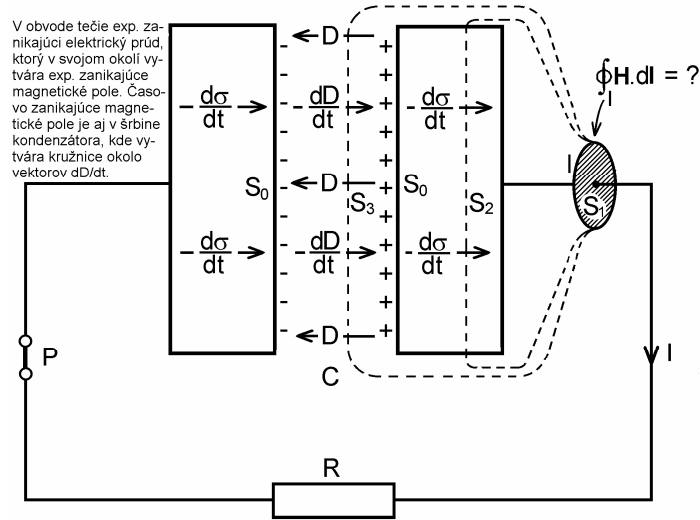 V obvode tečie exp. za-
nikajúci elektrický prúd,
ktorý v svojom okolí vy-
tvára exp. zanikajúce
magnetické pole. Časo-
vo zanikajúce magne-
tické pole je aj v šrbine
kondenzátora, kde vy-
tvára kružnice okolo
vektorov dD/dt.
- D +
∮H.dl = ?
l
- dσ/dt
dD/dt
- dσ/dt
S₀
D
S₃
S₀
S₂
l
S₁
- dσ/dt
dD/dt
- dσ/dt
D
P
C
I
R